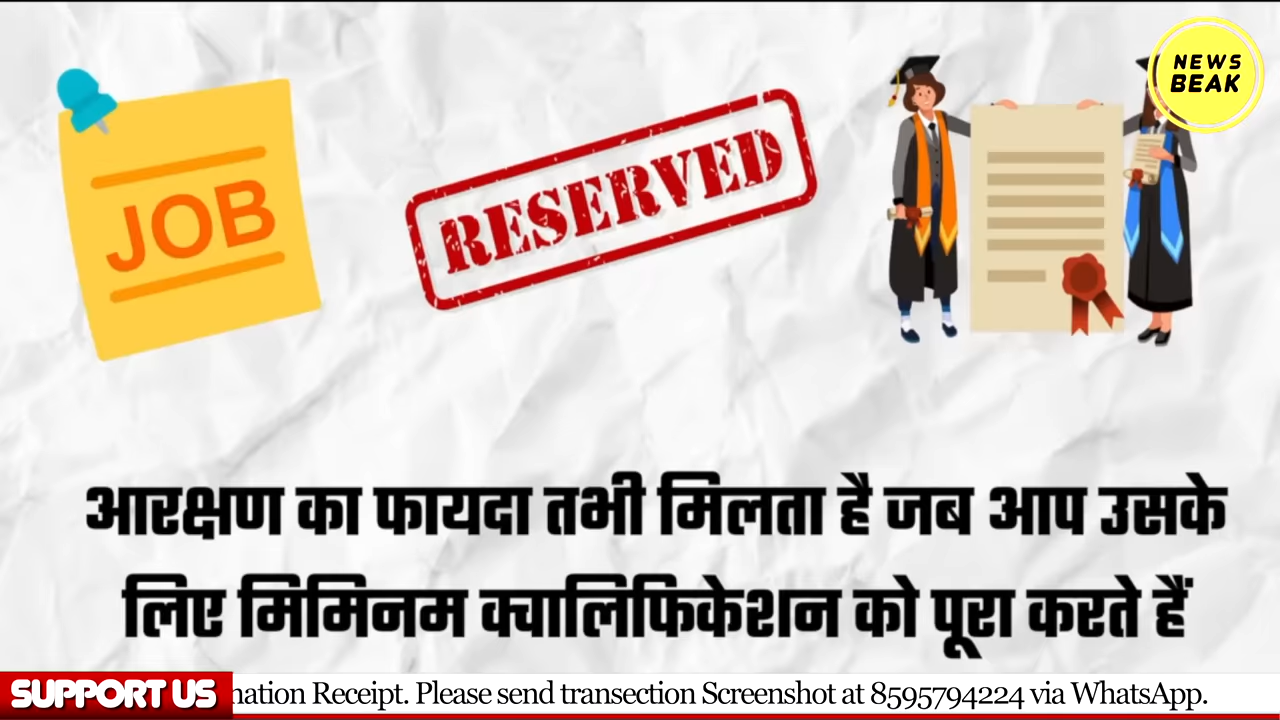 NEWS
BEAK
JOB
RESERVED
आरक्षण का फायदा तभी मिलता है जब आप उसके
लिए मिमिनम क्वालिफिकेशन को पूरा करते हैं
SUPPORT US
Receipt. Please send transection Screenshot at 8595794224 via WhatsApp.